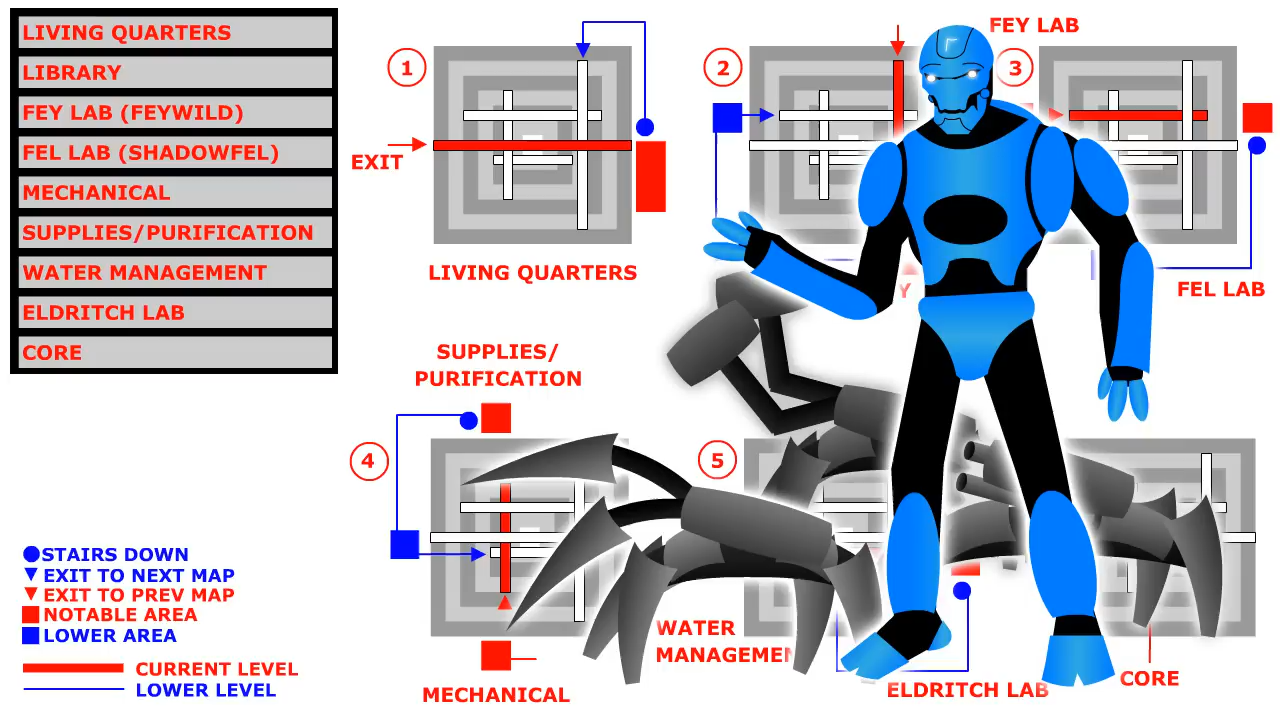 LIVING QUARTERS
LIBRARY
FEY LAB (FEYWILD)
FEL LAB (SHADOWFEL)
MECHANICAL
SUPPLIES/PURIFICATION
WATER MANAGEMENT
ELDRITCH LAB
CORE
1
EXIT
LIVING QUARTERS
2
FEY LAB
3
Y
FEL LAB
SUPPLIES/
PURIFICATION
4
5
STAIRS DOWN
EXIT TO NEXT MAP
EXIT TO PREV MAP
NOTABLE AREA
LOWER AREA
CURRENT LEVEL
LOWER LEVEL
MECHANICAL
WATER
MANAGEMEN
ELDRITCH LAB
CORE